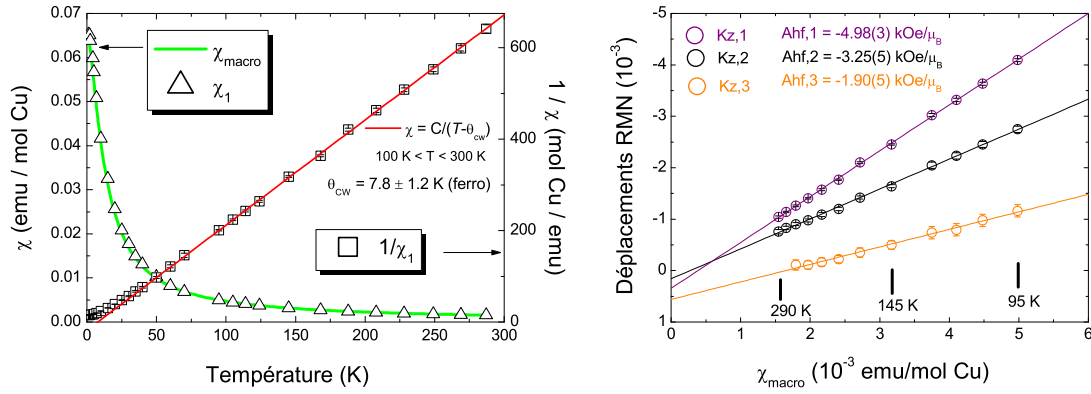 χ (emu / mol Cu)
0.07
0.06
0.05
0.04
0.03
0.02
0.01
0.00
χmacro
χ1
χ = C/(T-θcw)
100 K < T < 300 K
θCW = 7.8 ± 1.2 K (ferro)
1/χ1
600
400
200
0
1 / χ (mol Cu / emu)
0 50 100 150 200 250 300
Température (K)
Déplacements RMN (10-3)
-5
-4
-3
-2
-1
0
1
Kz,1 Ahf,1 = -4.98(3) kOe/μB
Kz,2 Ahf,2 = -3.25(5) kOe/μB
Kz,3 Ahf,3 = -1.90(5) kOe/μB
290 K
145 K
95 K
0 1 2 3 4 5 6
χmacro (10-3 emu/mol Cu)